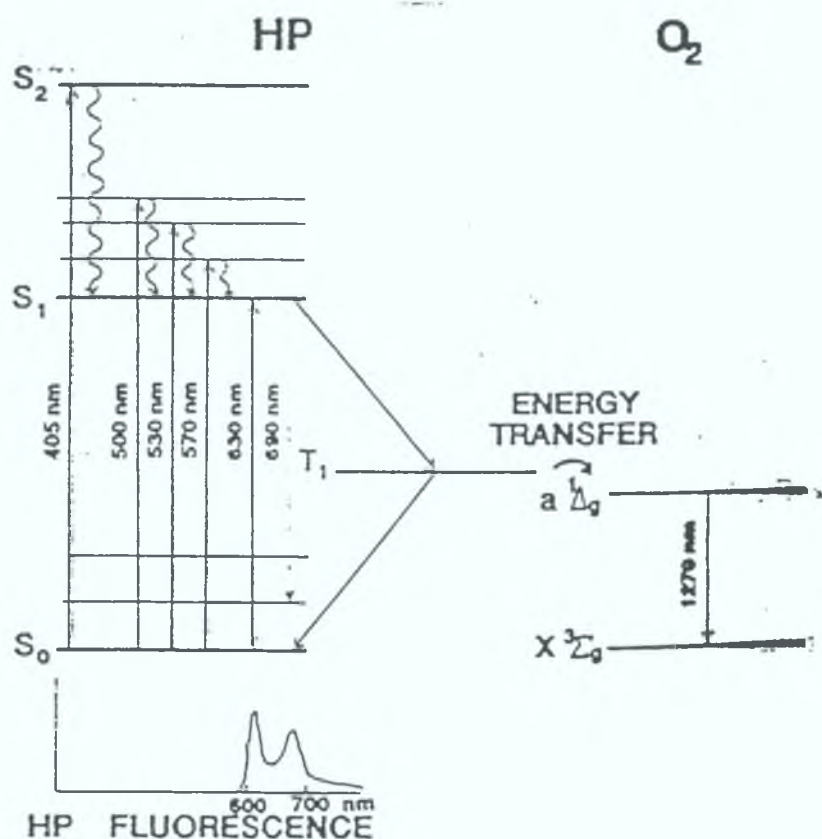 HP
O₂
S₂
S₁
405 nm
500 nm
530 nm
570 nm
630 nm
690 nm
T₁
ENERGY
TRANSFER
a ¹Δg
1270 nm
S₀
X ³Σg
600 700 nm
HP FLUORESCENCE